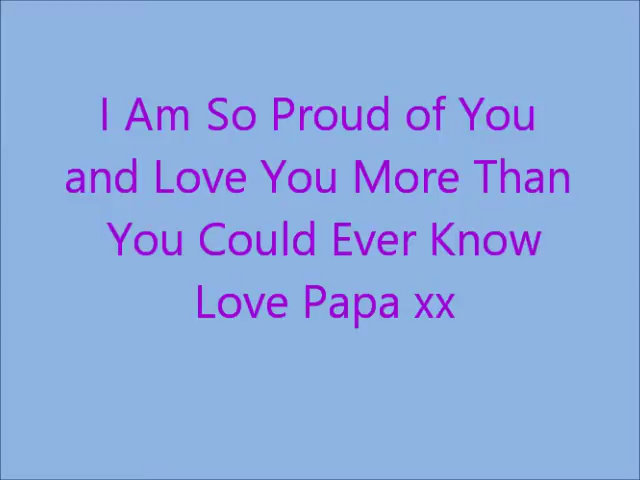 I Am So Proud of You
and Love You More Than
You Could Ever Know
Love Papa xx